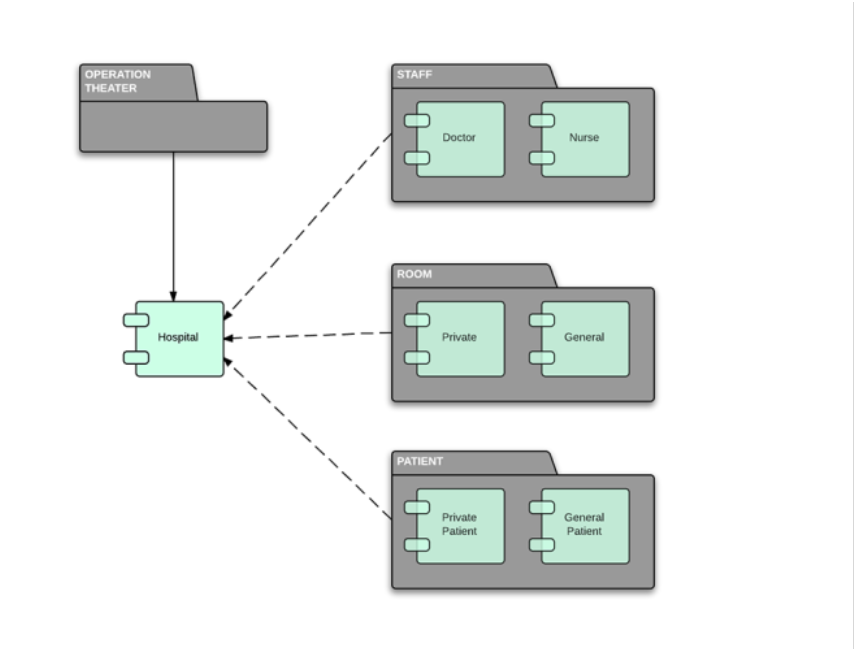 OPERATION
THEATER
STAFF
Doctor
Nurse
ROOM
Hospital
Private
General
PATIENT
Private
Patient
General
Patient